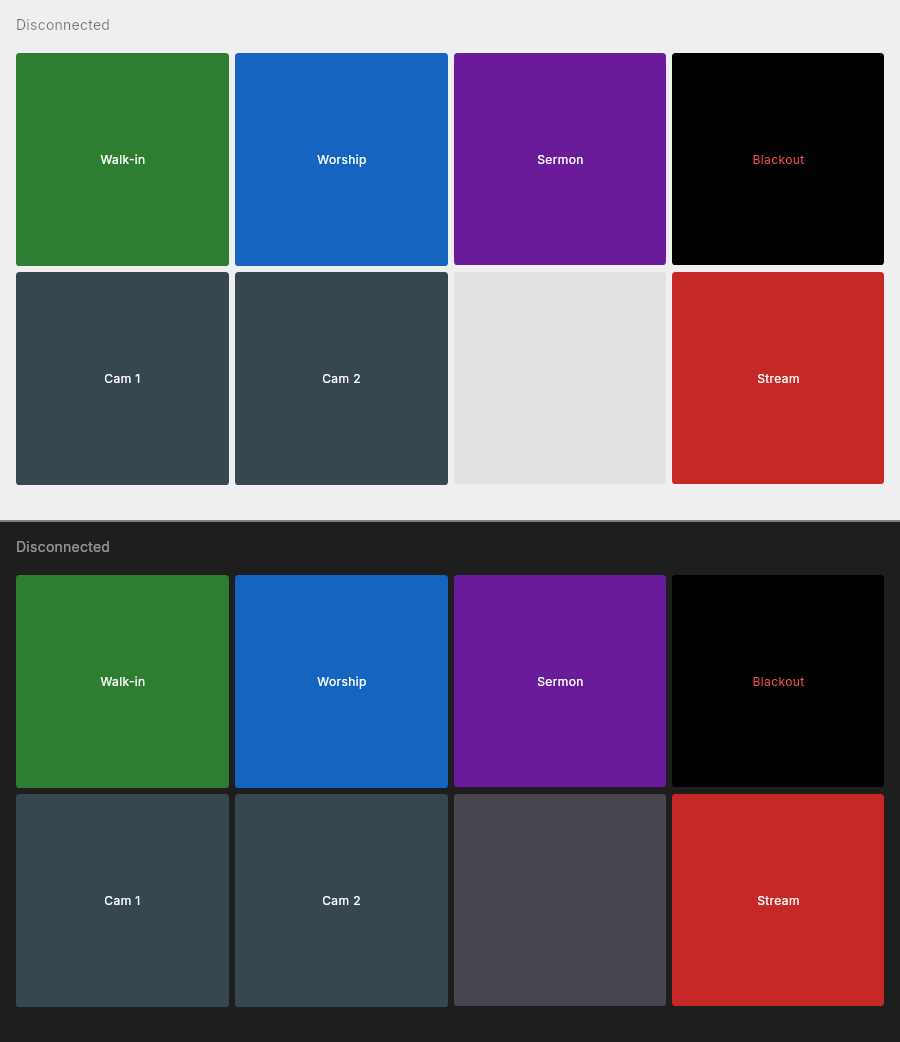 Disconnected
Walk-in
Worship
Sermon
Blackout
Cam 1
Cam 2
Stream
Disconnected
Walk-in
Worship
Sermon
Blackout
Cam 1
Cam 2
Stream